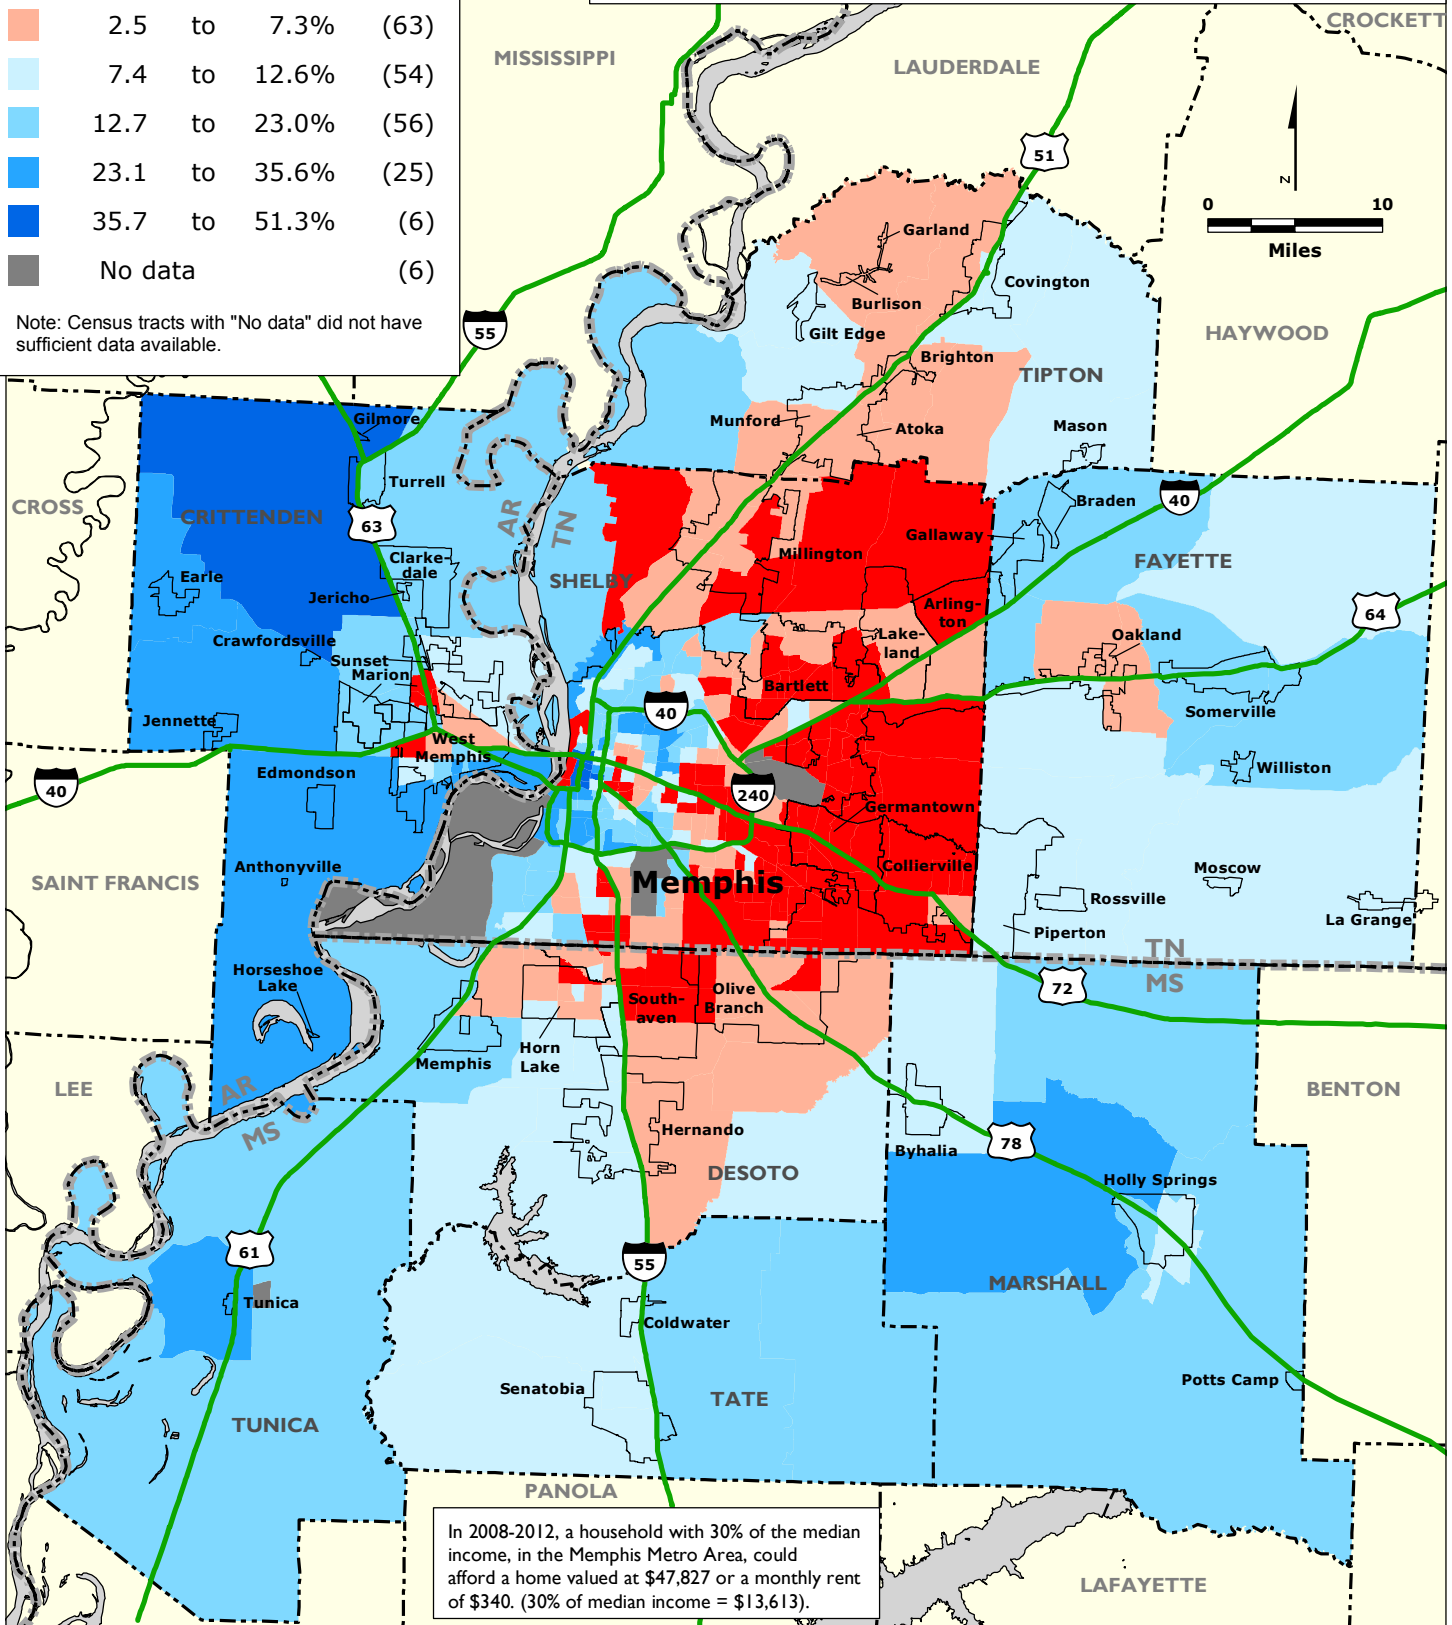 2.5 to 7.3% (63)
7.4 to 12.6% (54)
12.7 to 23.0% (56)
23.1 to 35.6% (25)
35.7 to 51.3% (6)
No data (6)
Note: Census tracts with "No data" did not have
sufficient data available.
MISSISSIPPI
LAUDERDALE
CROCKETT
51
N
0 10
Miles
Garland
Covington
Burlison
Gilt Edge
HAYWOOD
55
Brighton
TIPTON
Gilmore
Munford
Atoka
Mason
Turrell
CROSS
CRITTENDEN
63
AR
TN
Braden
40
Gallaway
Millington
FAYETTE
Clarke-
dale
Earle
SHELBY
Jericho
Arling-
ton
64
Crawfordsville
Lake-
land
Oakland
Sunset
Marion
Bartlett
Jennette
40
Somerville
West
Memphis
Edmondson
Williston
40
240
Germantown
Anthonyville
Collierville
SAINT FRANCIS
Memphis
Moscow
Rossville
La Grange
Piperton
TN
MS
Horseshoe
Lake
72
South-
aven
Olive
Branch
Horn
Lake
Memphis
LEE
AR
MS
BENTON
Hernando
78
Byhalia
DESOTO
Holly Springs
61
55
MARSHALL
Tunica
Coldwater
Senatobia
TATE
Potts Camp
TUNICA
PANOLA
In 2008-2012, a household with 30% of the median
income, in the Memphis Metro Area, could
afford a home valued at $47,827 or a monthly rent
of $340. (30% of median income = $13,613).
LAFAYETTE